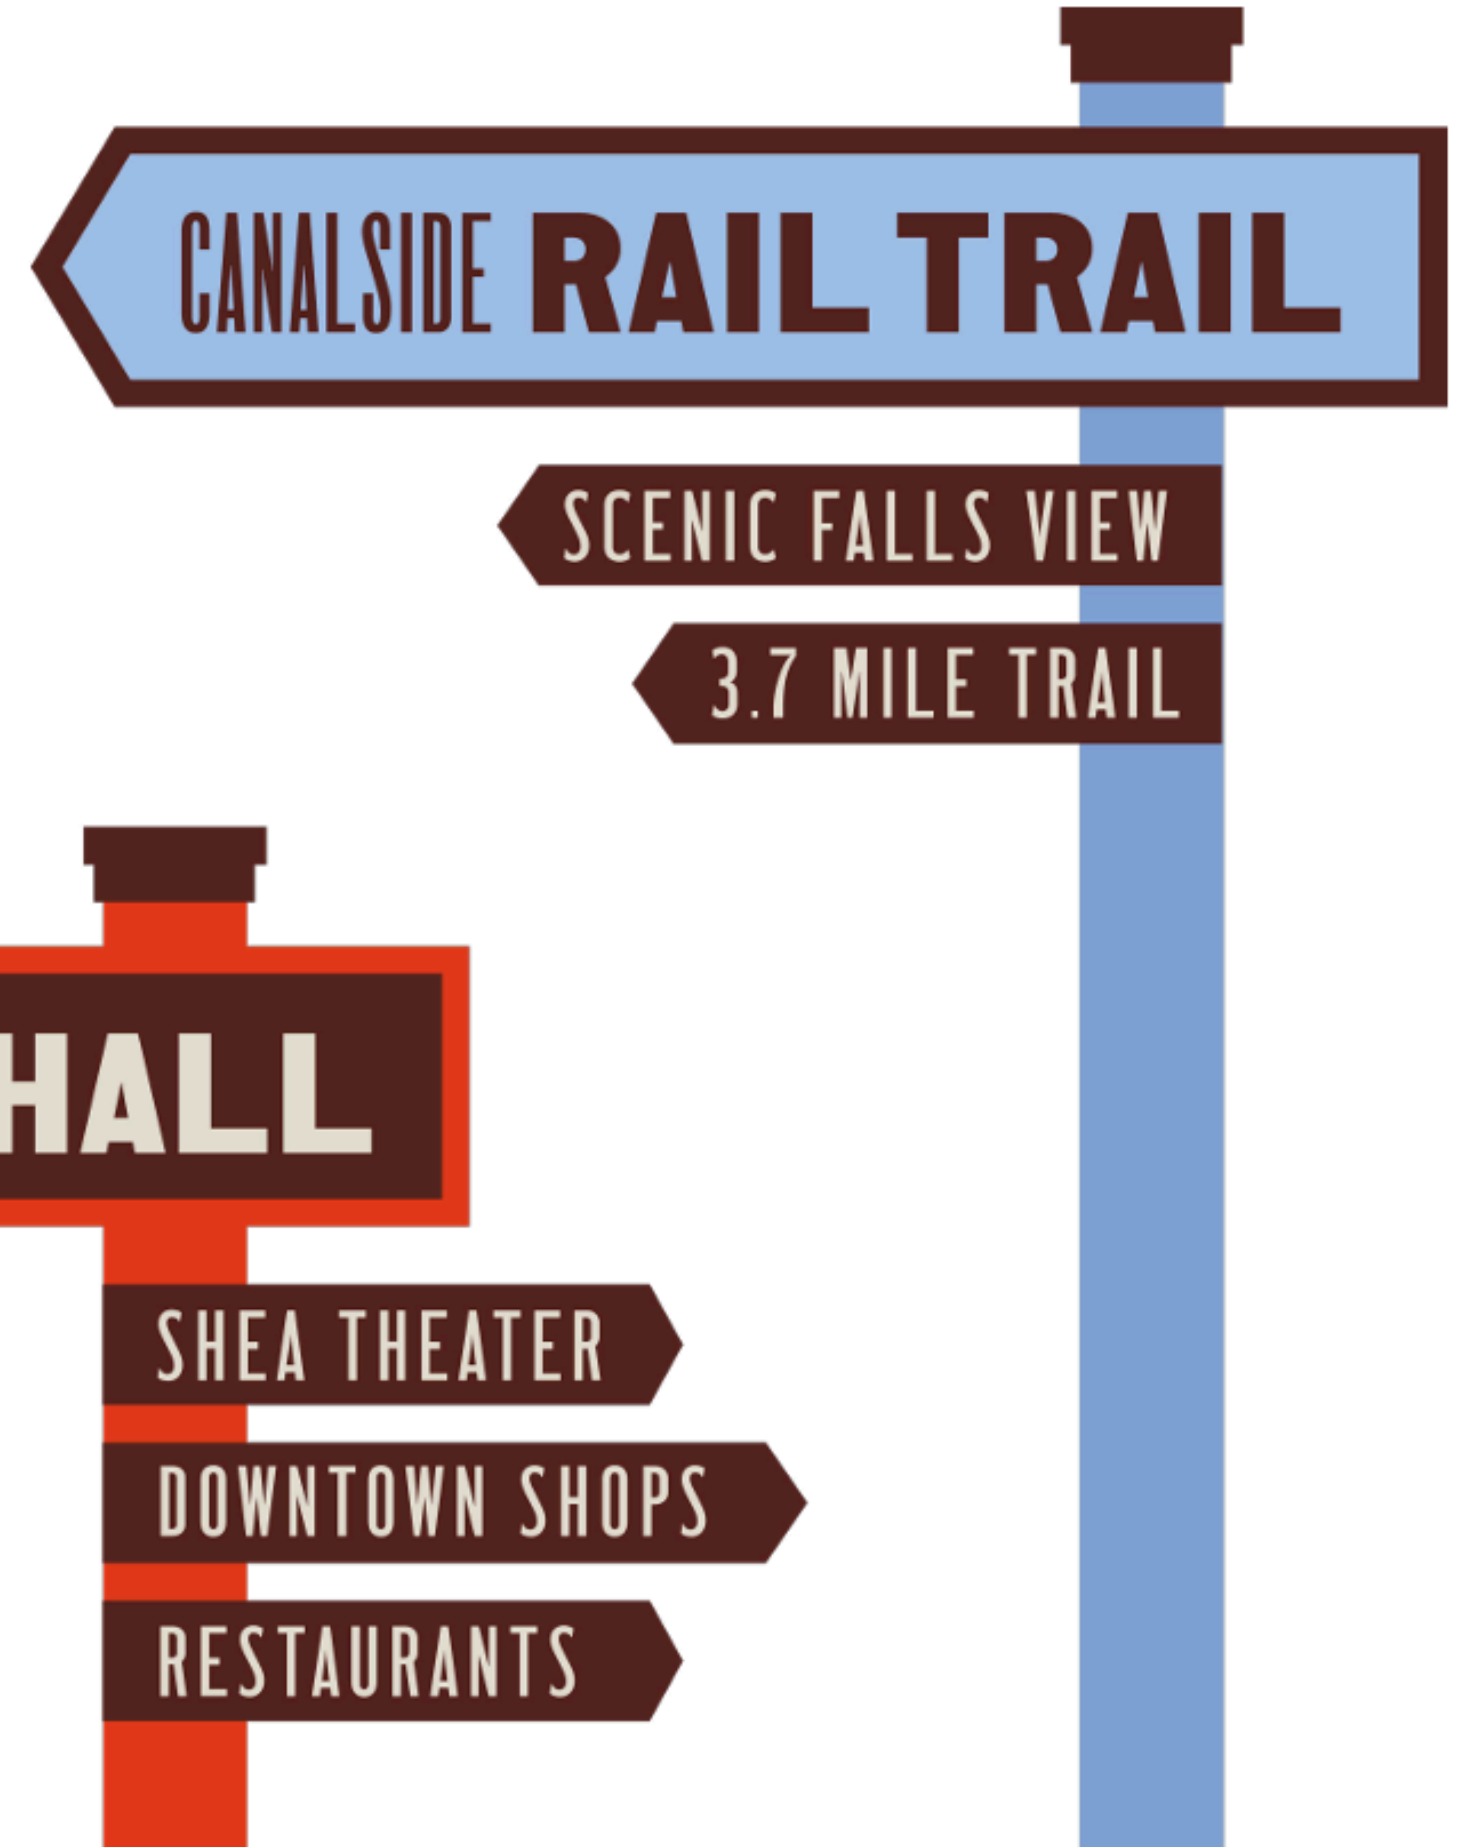 CANALSIDE RAIL TRAIL
SCENIC FALLS VIEW
3.7 MILE TRAIL
HALL
SHEA THEATER
DOWNTOWN SHOPS
RESTAURANTS